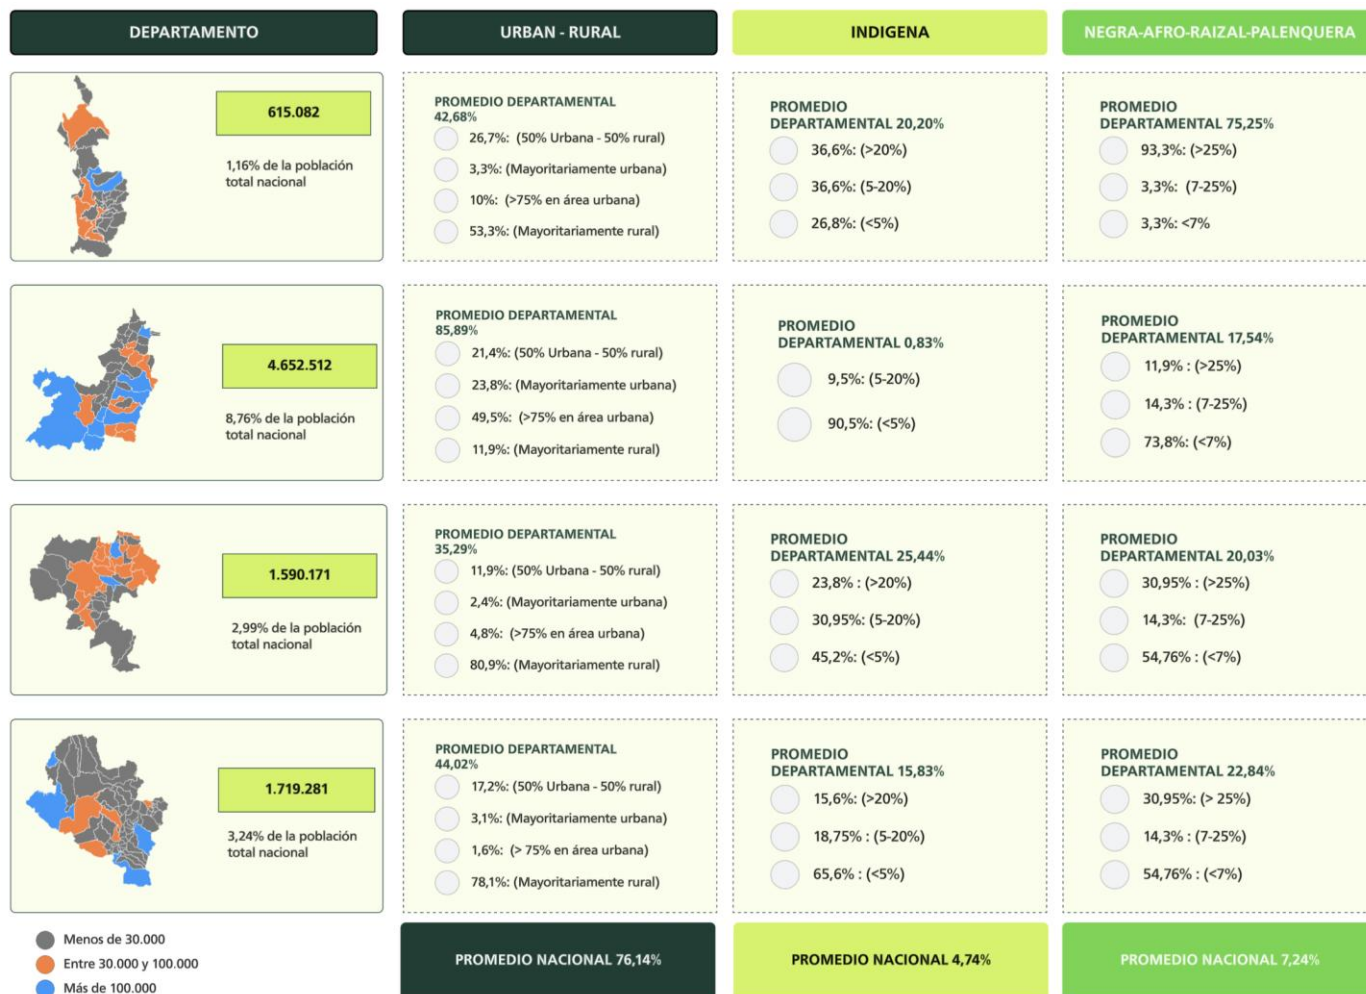 DEPARTAMENTO
URBAN - RURAL
INDIGENA
NEGRA-AFRO-RAIZAL-PALENQUERA
615.082
1,16% de la población
total nacional
PROMEDIO DEPARTAMENTAL
42,68%
26,7%: (50% Urbana - 50% rural)
3,3%: (Mayoritariamente urbana)
10%: (>75% en área urbana)
53,3%: (Mayoritariamente rural)
PROMEDIO
DEPARTAMENTAL 20,20%
36,6%: (>20%)
36,6%: (5-20%)
26,8%: (<5%)
PROMEDIO
DEPARTAMENTAL 75,25%
93,3%: (>25%)
3,3%: (7-25%)
3,3%: <7%
4.652.512
8,76% de la población
total nacional
PROMEDIO DEPARTAMENTAL
85,89%
21,4%: (50% Urbana - 50% rural)
23,8%: (Mayoritariamente urbana)
49,5%: (>75% en área urbana)
11,9%: (Mayoritariamente rural)
PROMEDIO
DEPARTAMENTAL 0,83%
9,5%: (5-20%)
90,5%: (<5%)
PROMEDIO
DEPARTAMENTAL 17,54%
11,9% : (>25%)
14,3% : (7-25%)
73,8%: (<7%)
1.590.171
2,99% de la población
total nacional
PROMEDIO DEPARTAMENTAL
35,29%
11,9%: (50% Urbana - 50% rural)
2,4%: (Mayoritariamente urbana)
4,8%: (>75% en área urbana)
80,9%: (Mayoritariamente rural)
PROMEDIO
DEPARTAMENTAL 25,44%
23,8% : (>20%)
30,95%: (5-20%)
45,2%: (<5%)
PROMEDIO
DEPARTAMENTAL 20,03%
30,95%: (>25%)
14,3%: (7-25%)
54,76% : (<7%)
1.719.281
3,24% de la población
total nacional
PROMEDIO DEPARTAMENTAL
44,02%
17,2%: (50% Urbana - 50% rural)
3,1%: (Mayoritariamente urbana)
1,6%: (> 75% en área urbana)
78,1%: (Mayoritariamente rural)
PROMEDIO
DEPARTAMENTAL 15,83%
15,6%: (>20%)
18,75% : (5-20%)
65,6% : (<5%)
PROMEDIO
DEPARTAMENTAL 22,84%
30,95%: (> 25%)
14,3% : (7-25%)
54,76% : (<7%)
Menos de 30.000
Entre 30.000 y 100.000
Más de 100.000
PROMEDIO NACIONAL 76,14%
PROMEDIO NACIONAL 4,74%
PROMEDIO NACIONAL 7,24%